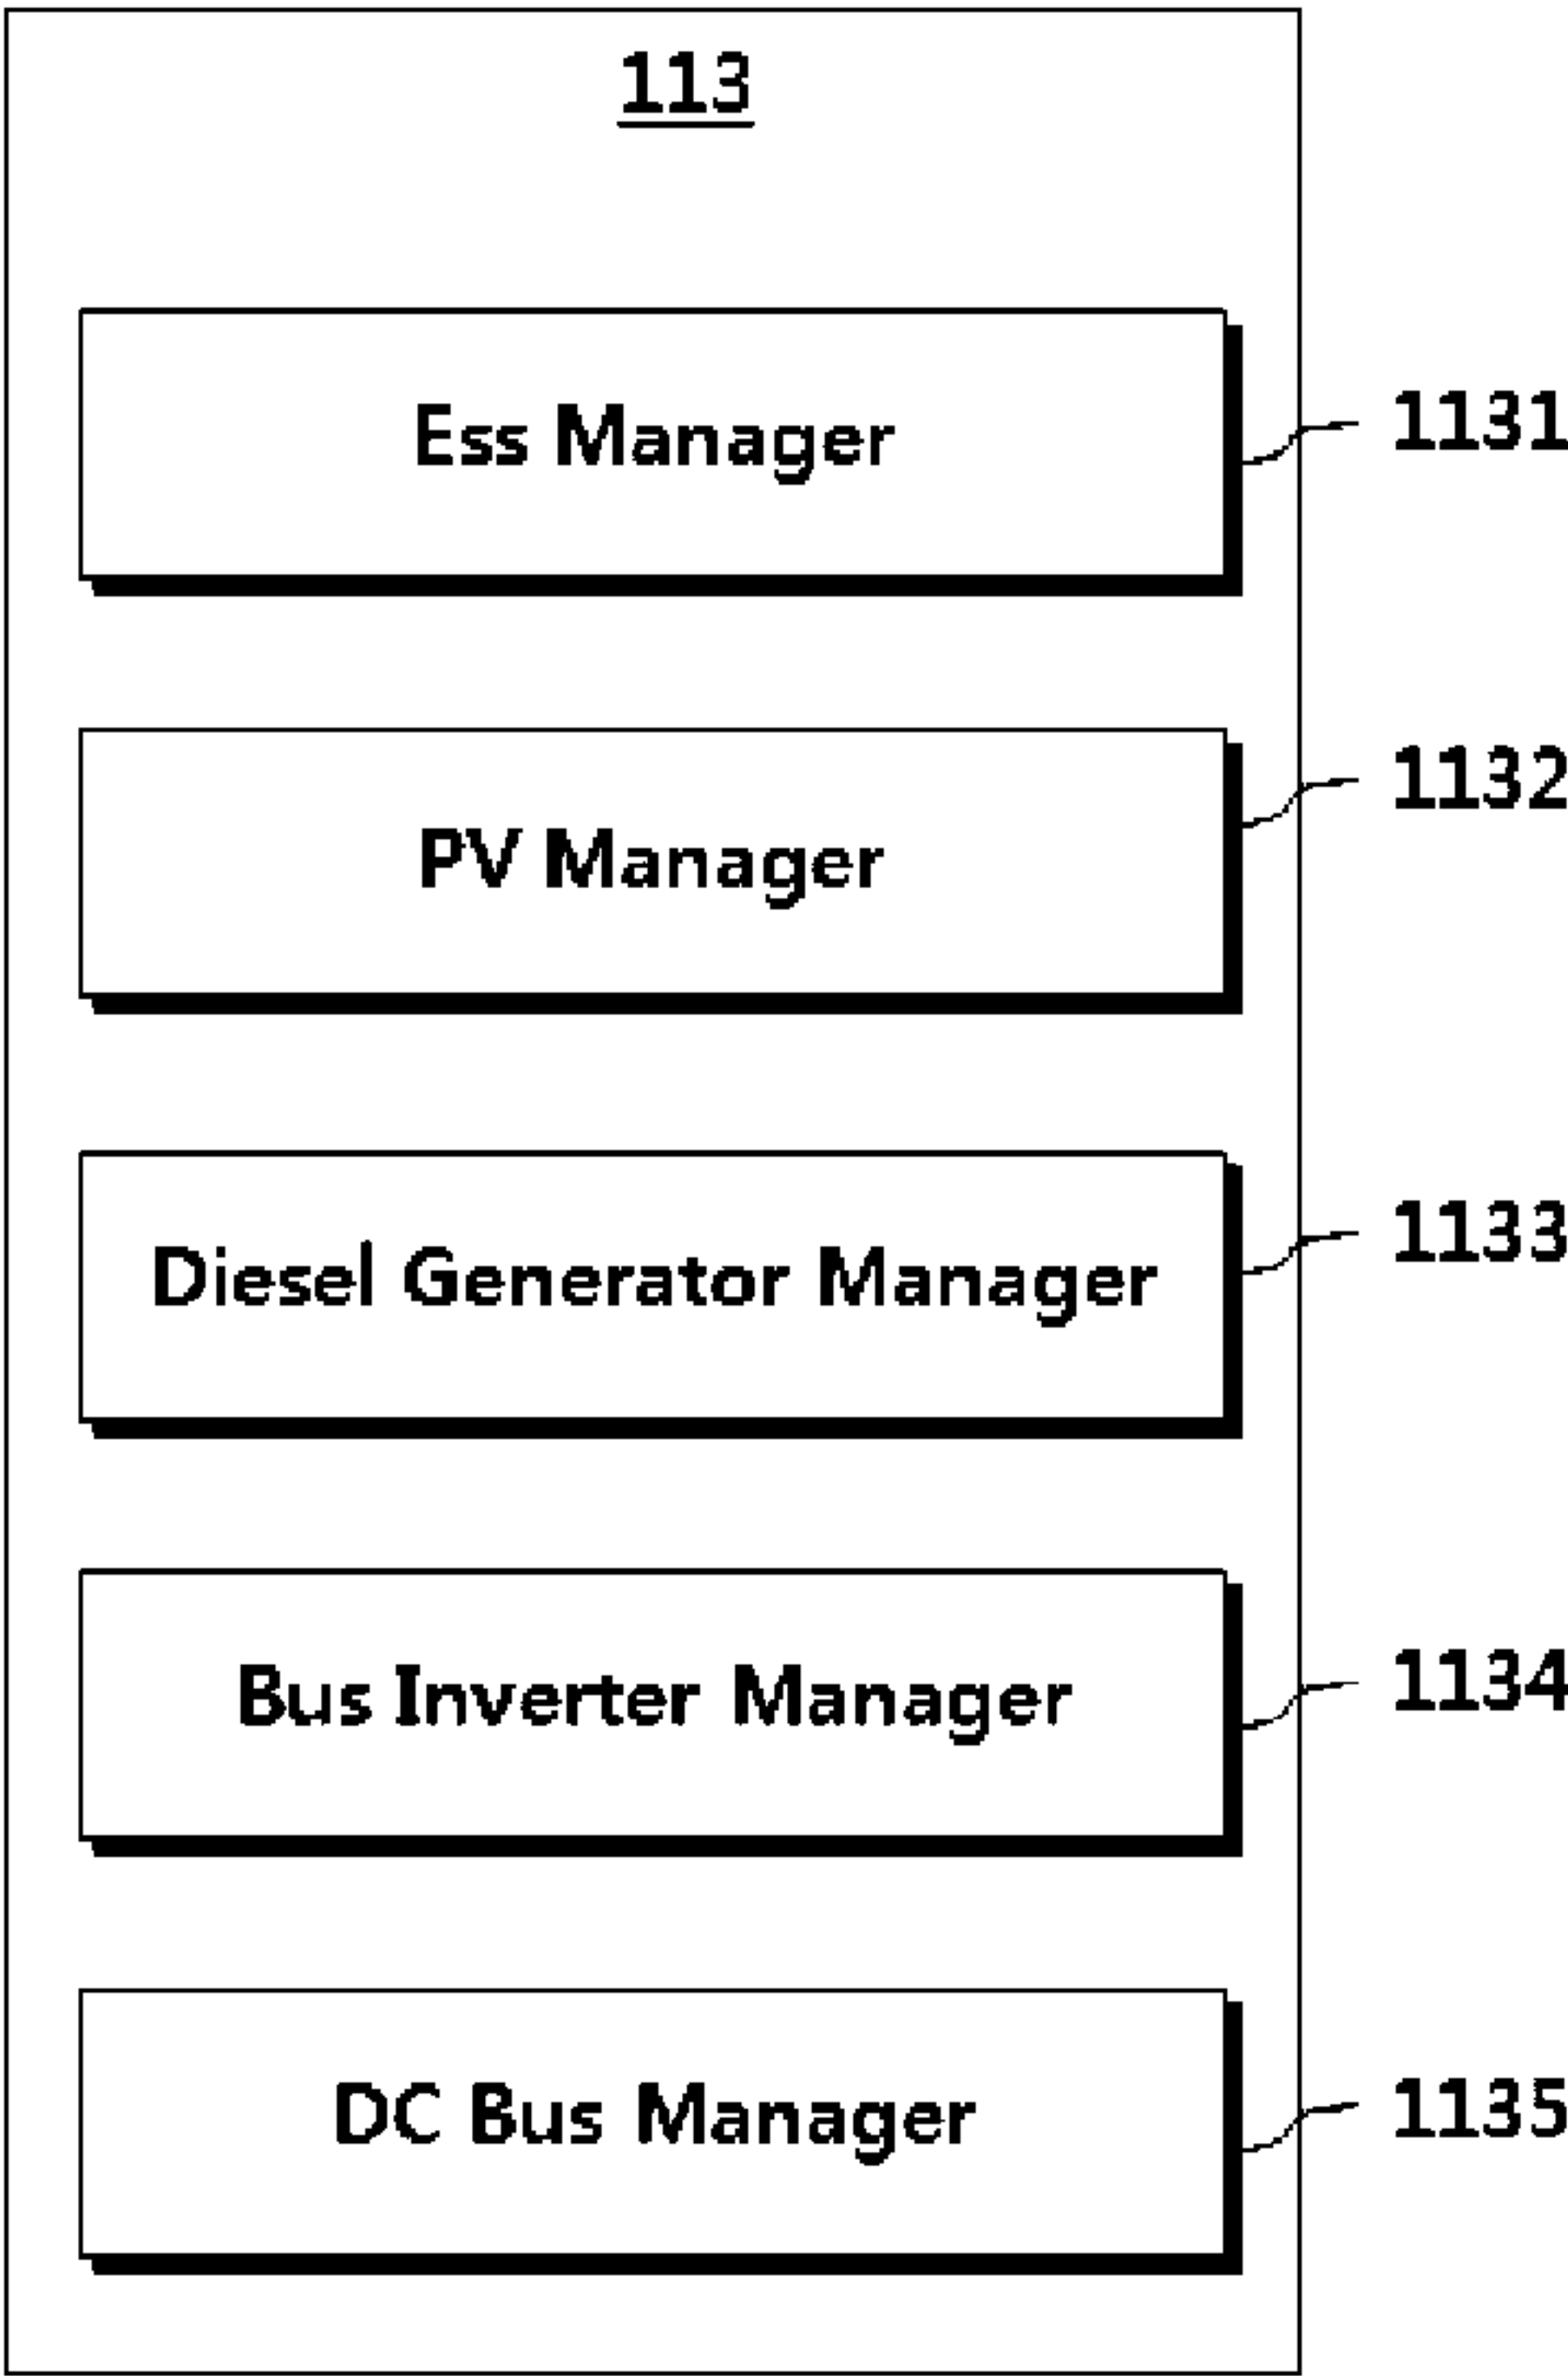 113
Ess Manager
1131
PV Manager
1132
Diesel Generator Manager
1133
Bus Inverter Manager
1134
DC Bus Manager
1135